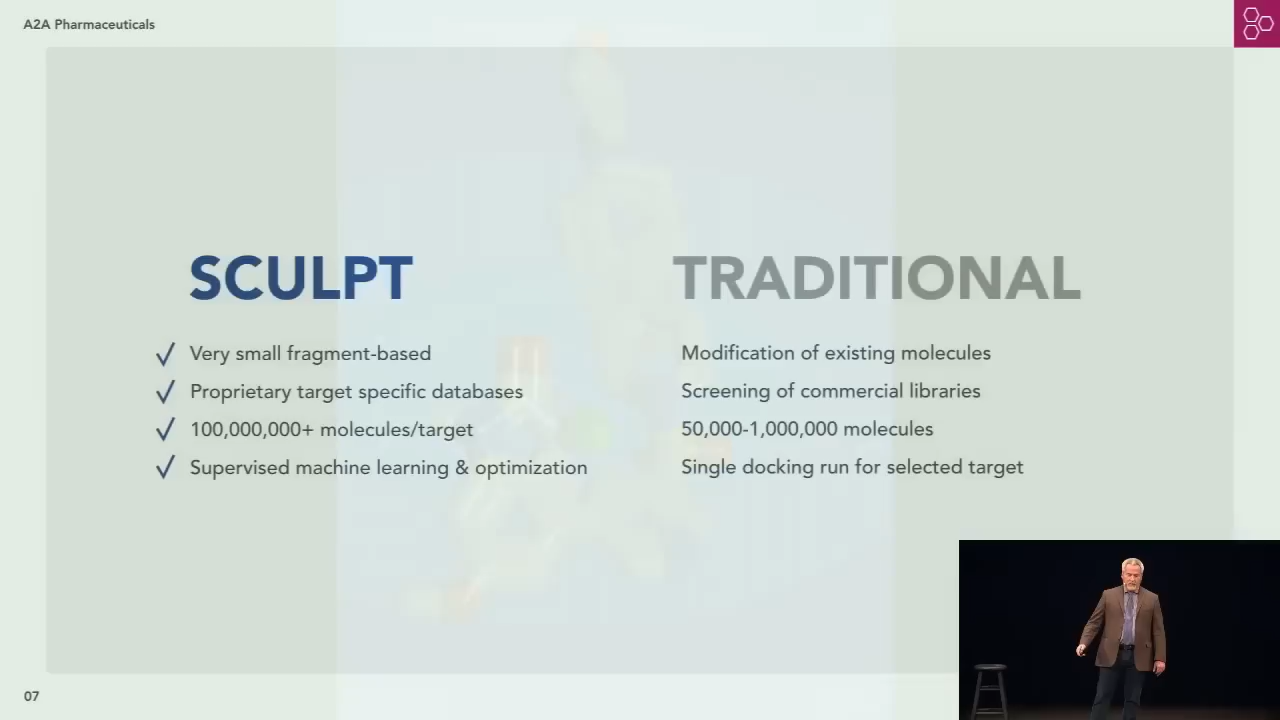 A2A Pharmaceuticals
SCULPT
Very small fragment-based
Proprietary target specific databases
100,000,000+ molecules/target
Supervised machine learning & optimization
TRADITIONAL
Modification of existing molecules
Screening of commercial libraries
50,000-1,000,000 molecules
Single docking run for selected target
07